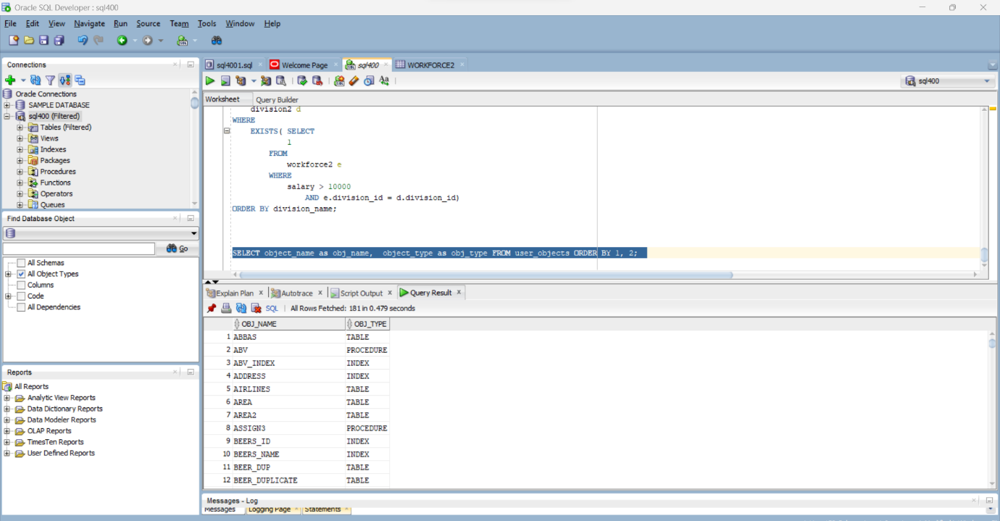 Oracle SQL Developer : sql400
File Edit View Navigate Run Source Team Tools Window Help
Connections
Oracle Connections
SAMPLE DATABASE
sql400 (Filtered)
Tables (Filtered)
Views
Indexes
Packages
Procedures
Functions
Operators
Queues
Find Database Object
Go
All Schemas
All Object Types
Columns
Code
All Dependencies
Reports
All Reports
Analytic View Reports
Data Dictionary Reports
Data Modeler Reports
OLAP Reports
TimesTen Reports
User Defined Reports
sql4001.sql Welcome Page sql400 WORKFORCE2
sql400
Worksheet Query Builder
division2 d
WHERE
EXISTS( SELECT
1
FROM
workforce2 e
WHERE
salary > 10000
AND e.division_id = d.division_id)
ORDER BY division_name;
SELECT object_name as obj_name, object_type as obj_type FROM user_objects ORDER BY 1, 2;
Explain Plan Autotrace Script Output Query Result
SQL All Rows Fetched: 181 in 0.479 seconds
OBJ_NAME OBJ_TYPE
1 ABBAS TABLE
2 ABV PROCEDURE
3 ABV_INDEX INDEX
4 ADDRESS INDEX
5 AIRLINES TABLE
6 AREA TABLE
7 AREA2 TABLE
8 ASSIGN3 PROCEDURE
9 BEERS_ID INDEX
10 BEERS_NAME INDEX
11 BEER_DUP TABLE
12 BEER_DUPLICATE TABLE
Messages - Log
Messages Logging Page Statements